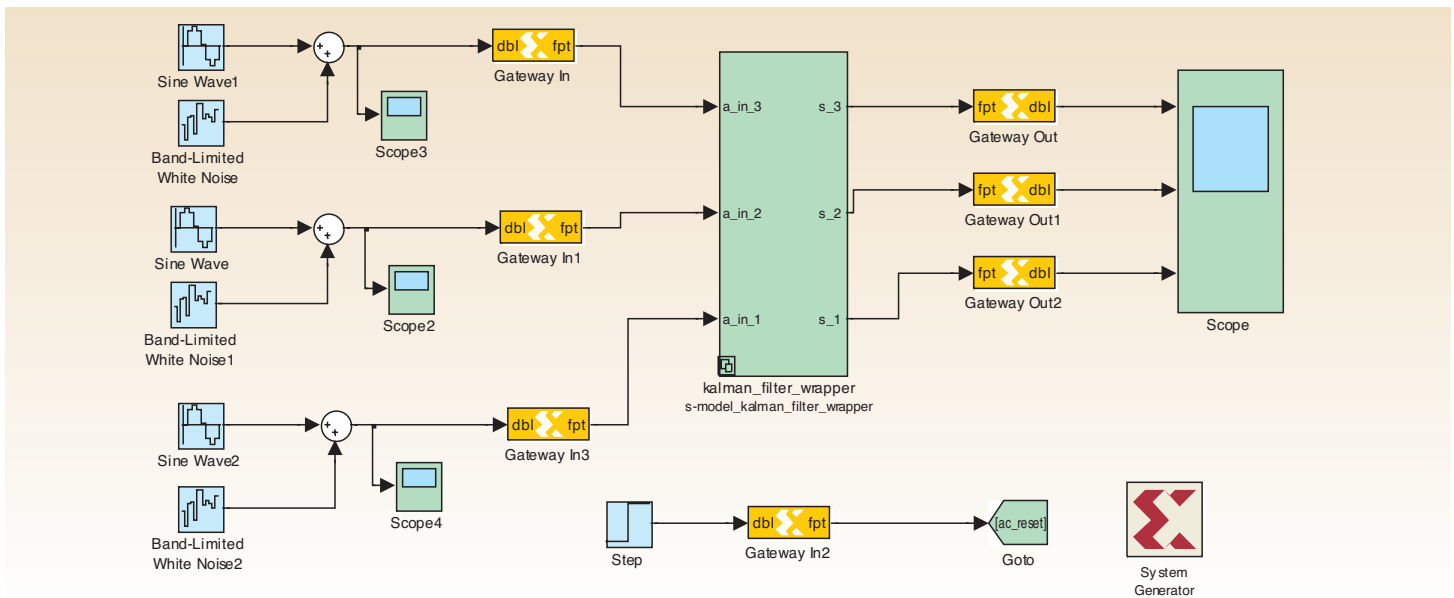 dbl fpt
Sine Wave1
Gateway In
Band-Limited
White Noise
Scope3
a_in_3 s_3
fpt dbl
Gateway Out
Sine Wave
dbl fpt
Gateway In1
a_in_2 s_2
fpt dbl
Gateway Out1
Band-Limited
White Noise1
Scope2
a_in_1 s_1
fpt dbl
Gateway Out2
Scope
kalman_filter_wrapper
s-model_kalman_filter_wrapper
Sine Wave2
dbl fpt
Gateway In3
Band-Limited
White Noise2
Scope4
Step
dbl fpt
Gateway In2
[ac_reset]
Goto
System
Generator